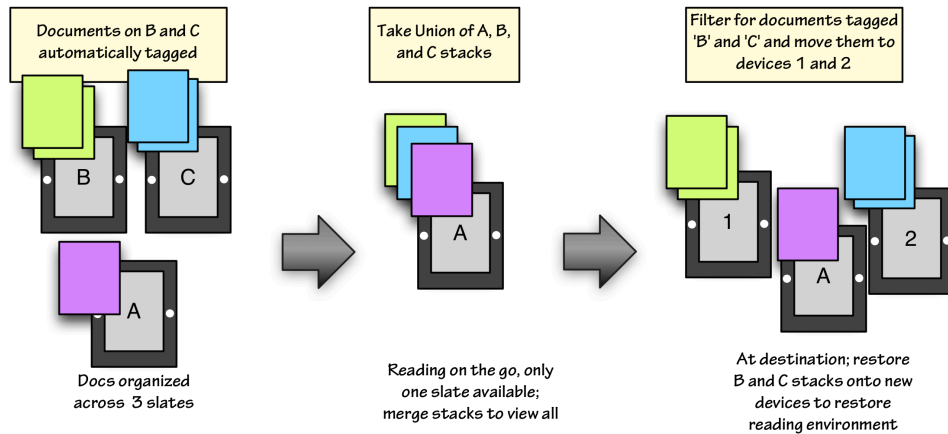 Documents on B and C
automatically tagged
B
C
A
Docs organized
across 3 slates
Take Union of A, B,
and C stacks
A
Reading on the go, only
one slate available;
merge stacks to view all
Filter for documents tagged
'B' and 'C' and move them to
devices 1 and 2
1
2
A
At destination; restore
B and C stacks onto new
devices to restore
reading environment